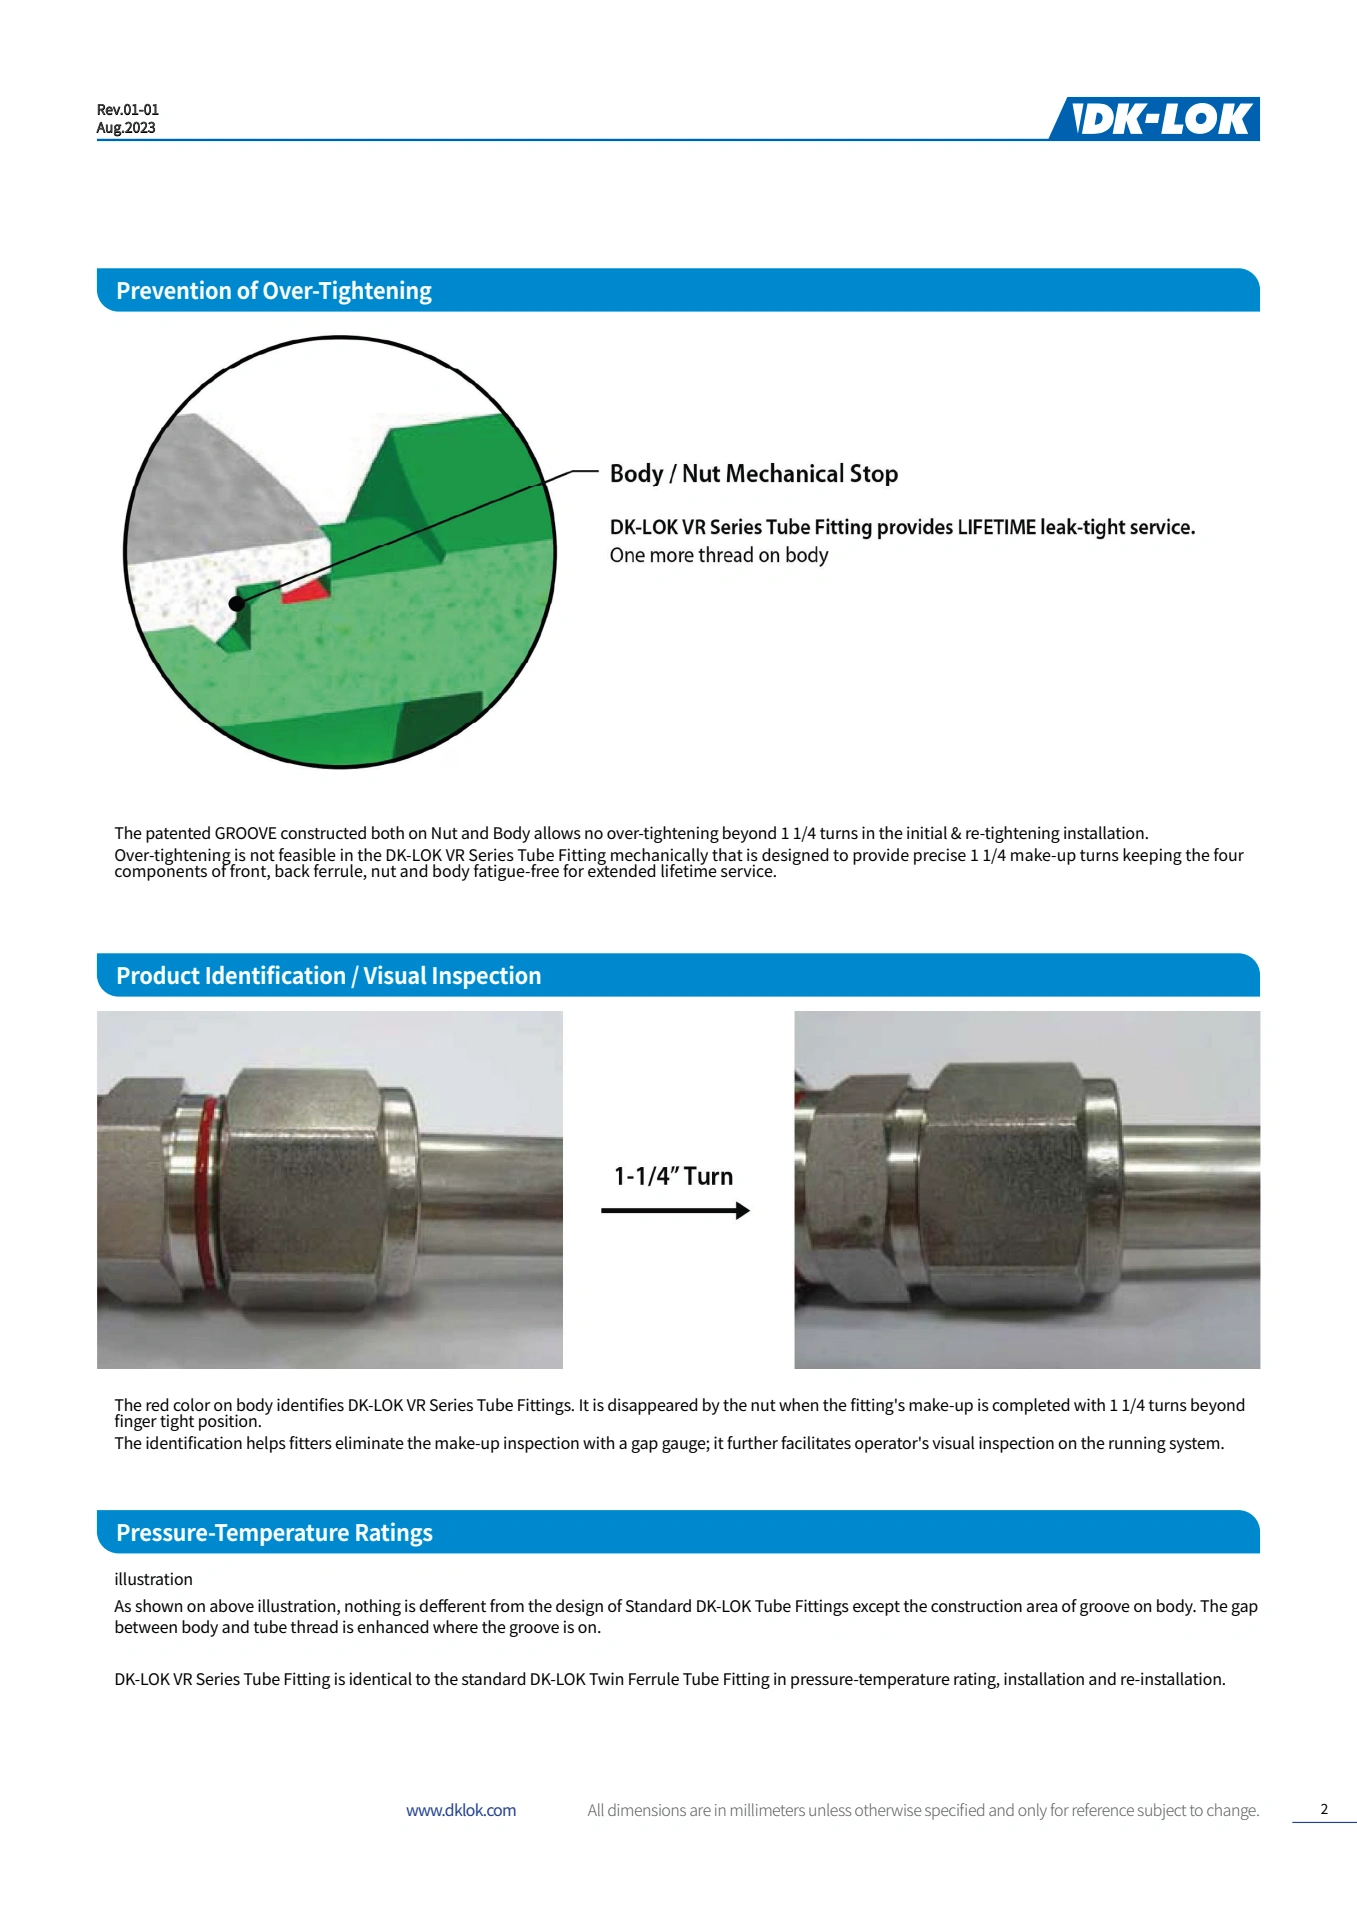 Rev.01-01
Aug.2023
DK-LOK
Prevention of Over-Tightening
Body / Nut Mechanical Stop
DK-LOK VR Series Tube Fitting provides LIFETIME leak-tight service.
One more thread on body
The patented GROOVE constructed both on Nut and Body allows no over-tightening beyond 1 1/4 turns in the initial & re-tightening installation.
Over-tightening is not feasible in the DK-LOK VR Series Tube Fitting mechanically that is designed to provide precise 1 1/4 make-up turns keeping the four
components of front, back ferrule, nut and body fatigue-free for extended lifetime service.
Product Identification / Visual Inspection
1-1/4” Turn
The red color on body identifies DK-LOK VR Series Tube Fittings. It is disappeared by the nut when the fitting's make-up is completed with 1 1/4 turns beyond
finger tight position.
The identification helps fitters eliminate the make-up inspection with a gap gauge; it further facilitates operator's visual inspection on the running system.
Pressure-Temperature Ratings
illustration
As shown on above illustration, nothing is defferent from the design of Standard DK-LOK Tube Fittings except the construction area of groove on body. The gap
between body and tube thread is enhanced where the groove is on.
DK-LOK VR Series Tube Fitting is identical to the standard DK-LOK Twin Ferrule Tube Fitting in pressure-temperature rating, installation and re-installation.
www.dklok.com
All dimensions are in millimeters unless otherwise specified and only for reference subject to change.
2